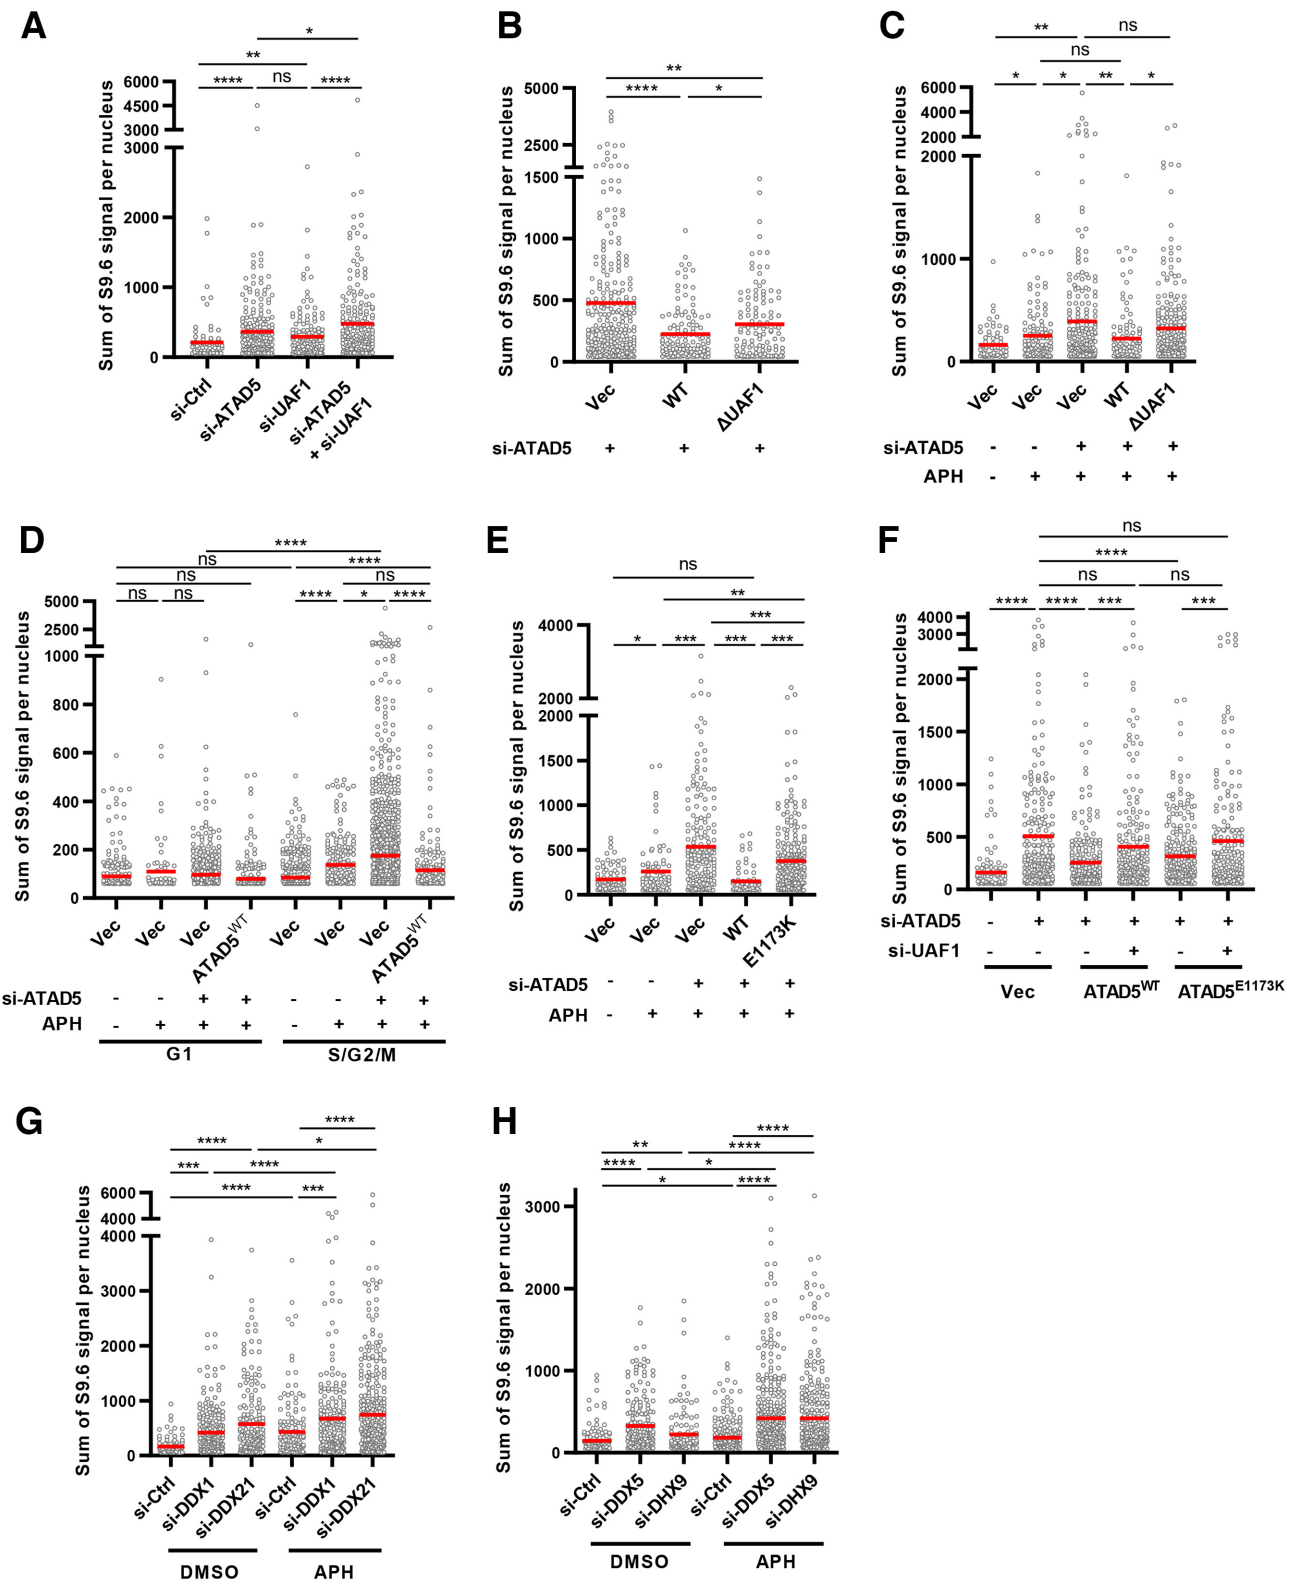 A
B
C
*
**
****
ns
****
Sum of S9.6 signal per nucleus
6000
4500
3000
3000
2000
1000
0
si-Ctrl
si-ATAD5
si-UAF1
si-ATAD5
+ si-UAF1
**
****
*
Sum of S9.6 signal per nucleus
5000
2500
1500
1000
500
0
Vec
WT
ΔUAF1
si-ATAD5 + + +
**
ns
ns
*
*
**
*
Sum of S9.6 signal per nucleus
6000
4000
2000
2000
1000
0
Vec
Vec
Vec
WT
ΔUAF1
si-ATAD5 - - + + +
APH - + + + +
D
E
F
****
ns
****
ns
ns
ns
ns
****
*
****
Sum of S9.6 signal per nucleus
5000
2500
1000
800
600
400
200
0
Vec
Vec
Vec
ATAD5WT
Vec
Vec
Vec
ATAD5WT
si-ATAD5 - - + + - - + +
APH - + + + - + + +
G1
S/G2/M
ns
**
***
*
***
***
***
Sum of S9.6 signal per nucleus
4000
2000
2000
1500
1000
500
0
Vec
Vec
Vec
WT
E1173K
si-ATAD5 - - + + +
APH - + + + +
ns
****
ns
ns
****
****
***
***
Sum of S9.6 signal per nucleus
4000
3000
2000
1500
1000
500
0
si-ATAD5 - + + + + +
si-UAF1 - - - + - +
Vec
ATAD5WT
ATAD5E1173K
G
H
****
****
*
***
****
****
***
Sum of S9.6 signal per nucleus
6000
4000
4000
3000
2000
1000
0
si-Ctrl
si-DDX1
si-DDX21
si-Ctrl
si-DDX1
si-DDX21
DMSO
APH
****
**
****
****
*
*
****
Sum of S9.6 signal per nucleus
3000
2000
1000
0
si-Ctrl
si-DDX5
si-DHX9
si-Ctrl
si-DDX5
si-DHX9
DMSO
APH